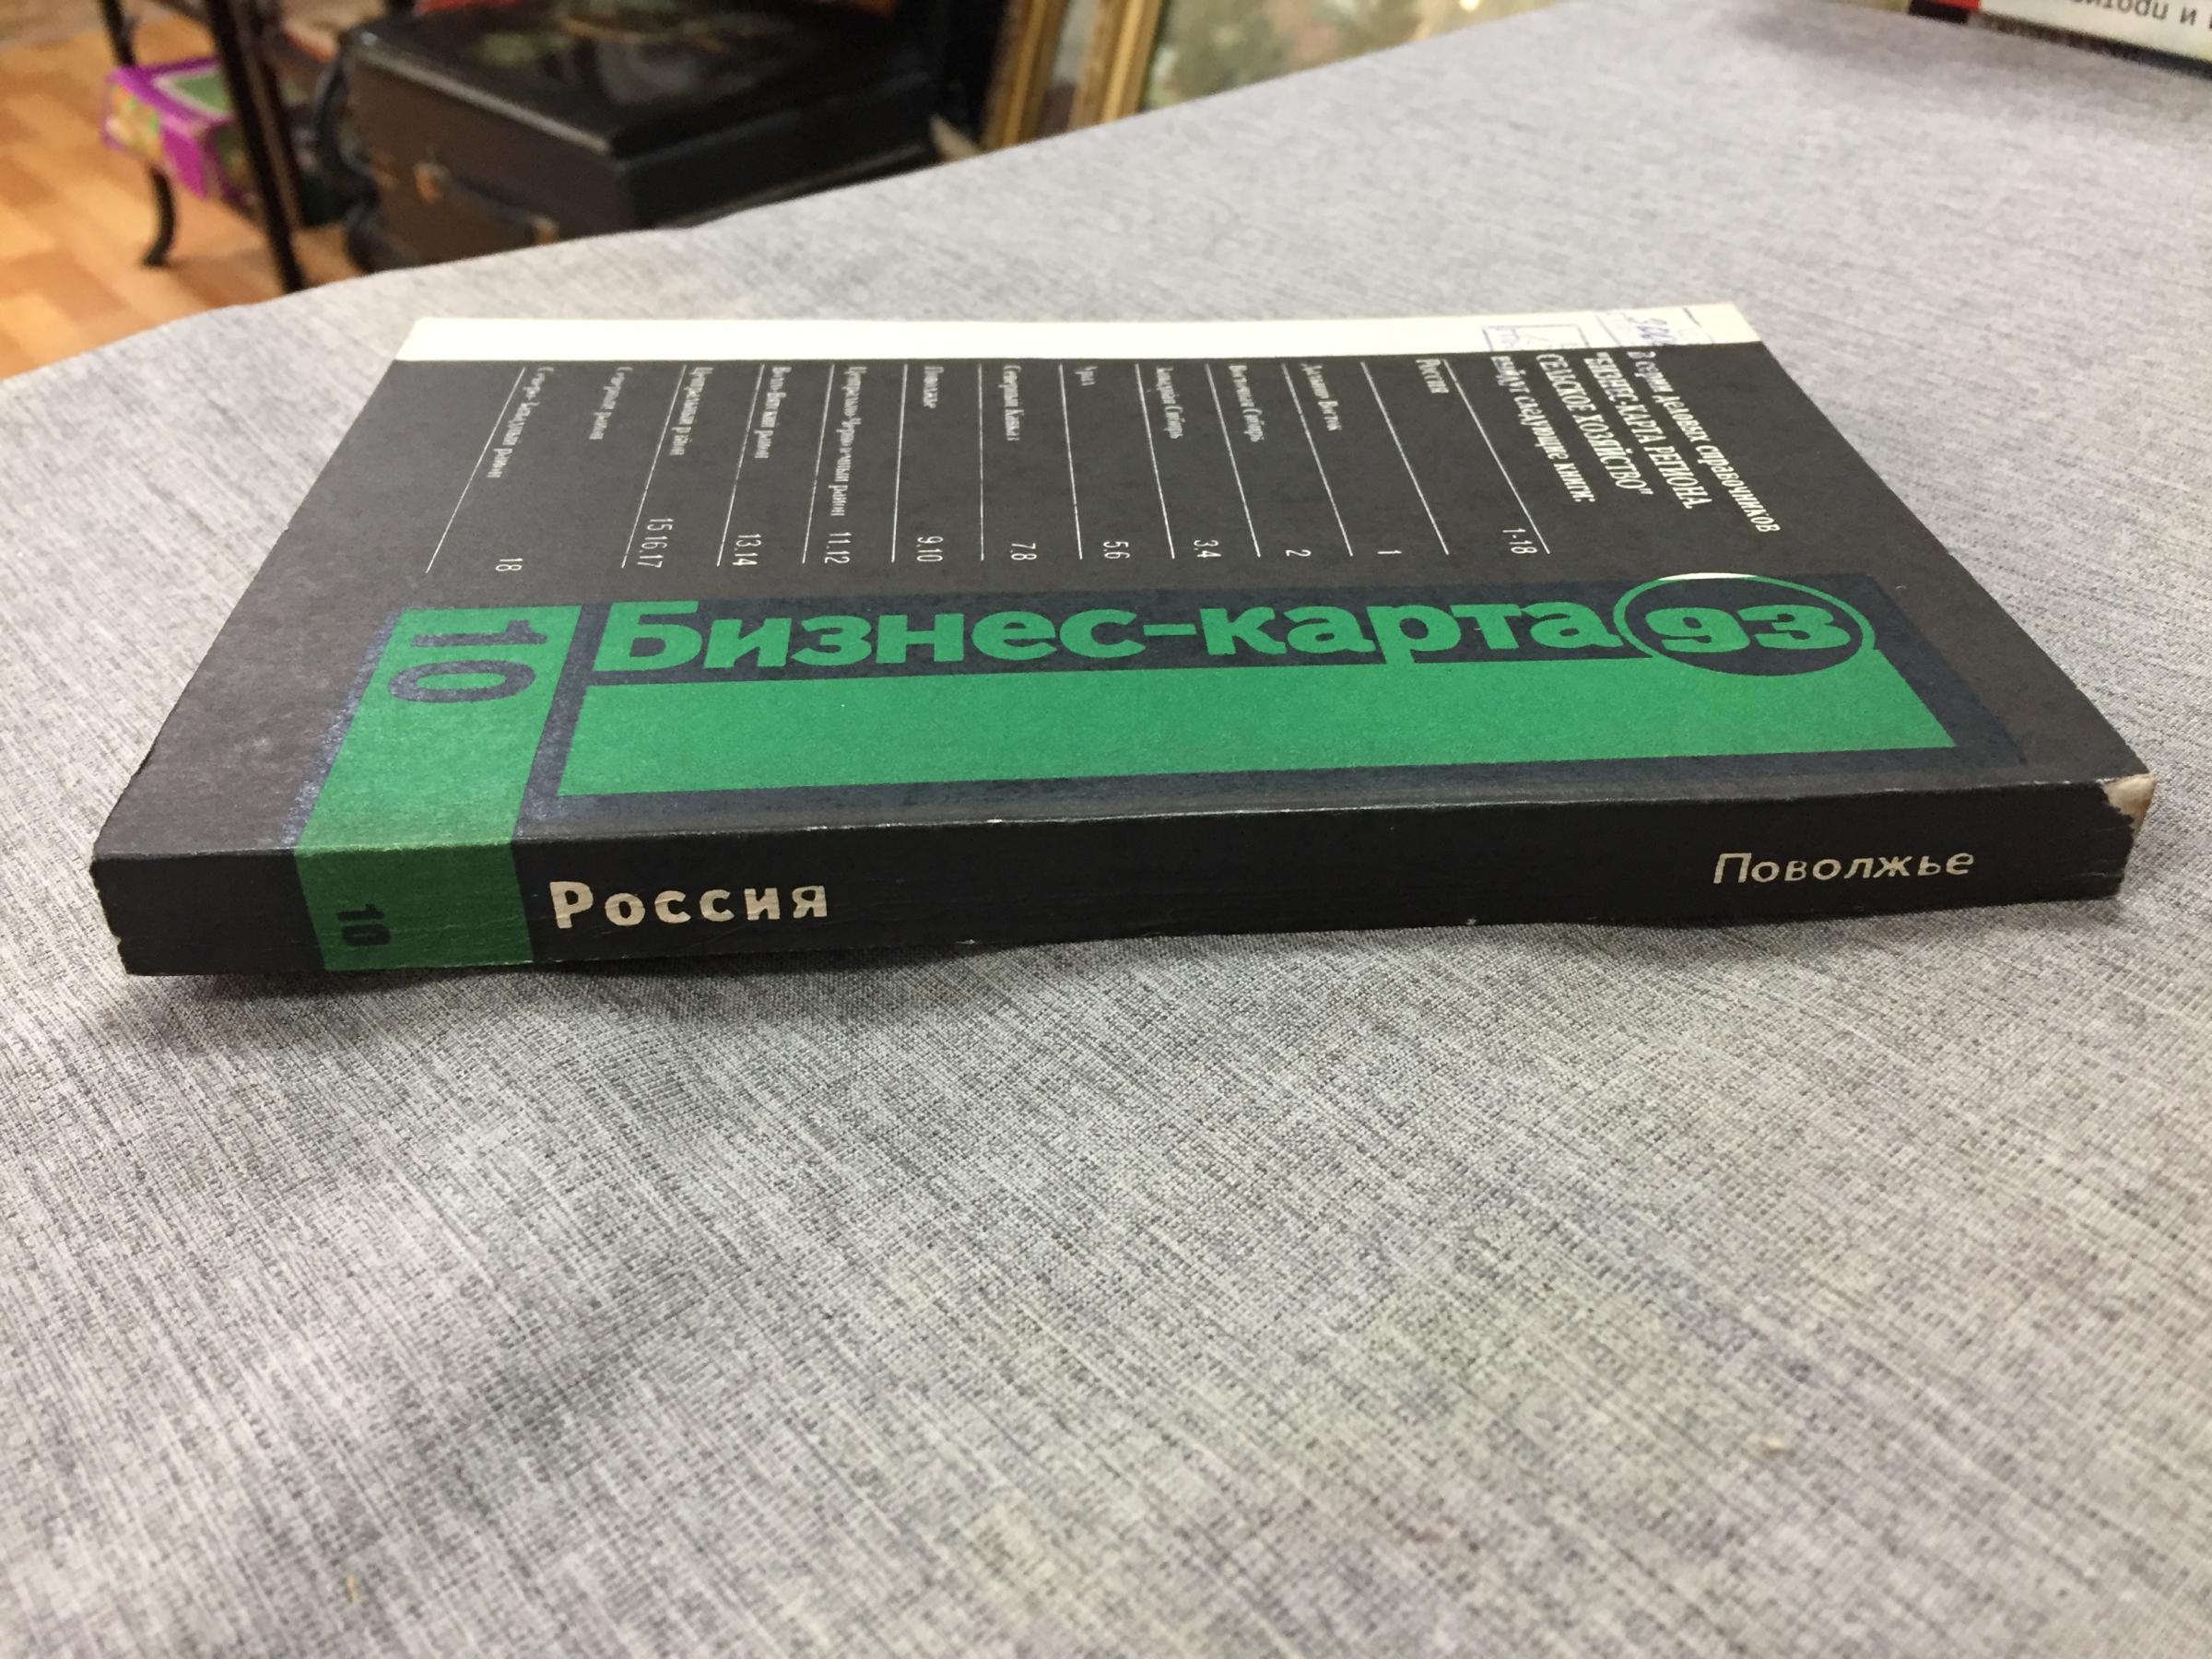 В серии деловых справочников
"БИЗНЕС-КАРТА РЕГИОНА.
СЕЛЬСКОЕ ХОЗЯЙСТВО"
выйдут следующие книги:
Россия 1-18
Дальний Восток 1
Восточная Сибирь 2
Западная Сибирь 3.4
Урал 5.6
Северный Кавказ 7.8
Поволжье 9.10
Центрально-Черноземный район 11.12
Волго-Вятский район 13.14
Центральный район 15.16.17
Северный район
Северо-Западный район 18
Бизнес-карта 93
10
10
Россия
Поволжье